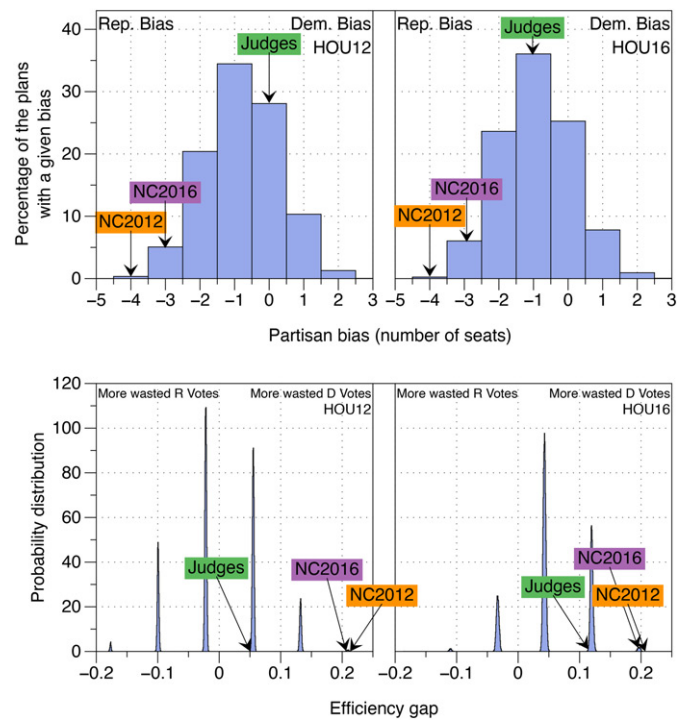 Rep. Bias
Dem. Bias
HOU12
Judges
NC2016
NC2012
Rep. Bias
Dem. Bias
HOU16
Judges
NC2016
NC2012
Percentage of the plans
with a given bias
40
30
20
10
0
−5 −4 −3 −2 −1 0 1 2 3
−5 −4 −3 −2 −1 0 1 2 3
Partisan bias (number of seats)
More wasted R Votes
More wasted D Votes
HOU12
Judges
NC2016
NC2012
More wasted R Votes
More wasted D Votes
HOU16
NC2016
Judges
NC2012
Probability distribution
120
100
80
60
40
20
0
−0.2 −0.1 0 0.1 0.2
−0.2 −0.1 0 0.1 0.2
Efficiency gap